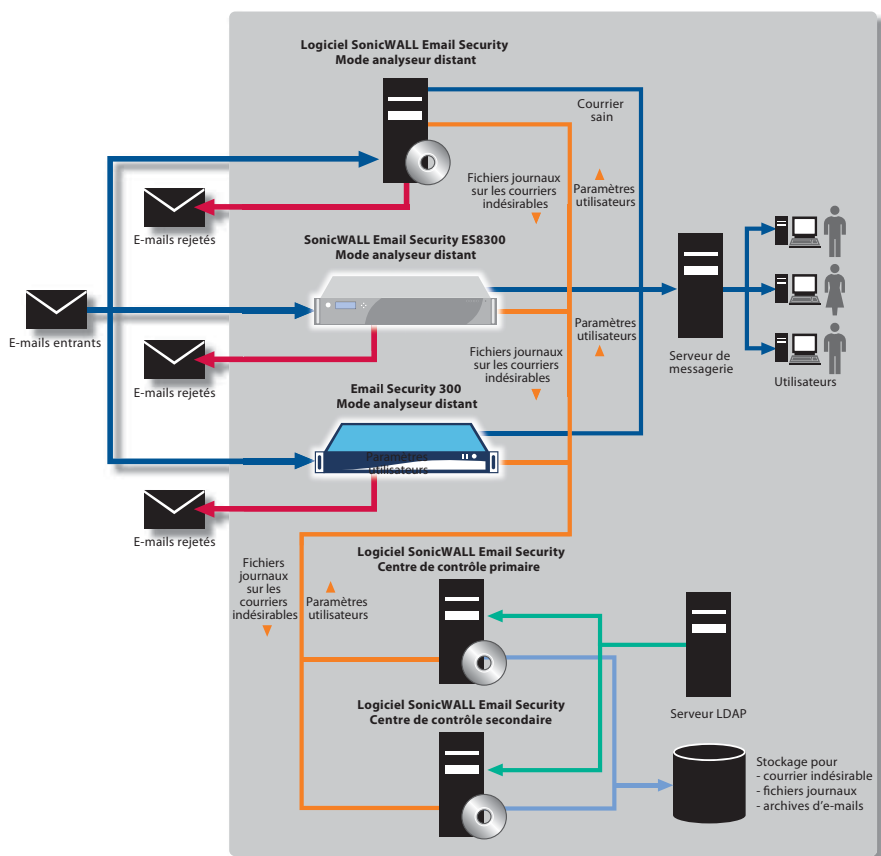 Logiciel SonicWALL Email Security
Mode analyseur distant
Courrier
sain
Fichiers journaux
sur les courriers
indésirables
Paramètres
utilisateurs
E-mails rejetés
SonicWALL Email Security ES8300
Mode analyseur distant
E-mails entrants
Paramètres
utilisateurs
Fichiers journaux
sur les courriers
indésirables
Serveur de
messagerie
Utilisateurs
E-mails rejetés
Email Security 300
Mode analyseur distant
Paramètres
utilisateurs
E-mails rejetés
Logiciel SonicWALL Email Security
Centre de contrôle primaire
Fichiers
journaux
sur les
courriers
indésirables
Paramètres
utilisateurs
Logiciel SonicWALL Email Security
Centre de contrôle secondaire
Serveur LDAP
Stockage pour
- courrier indésirable
- fichiers journaux
- archives d'e-mails